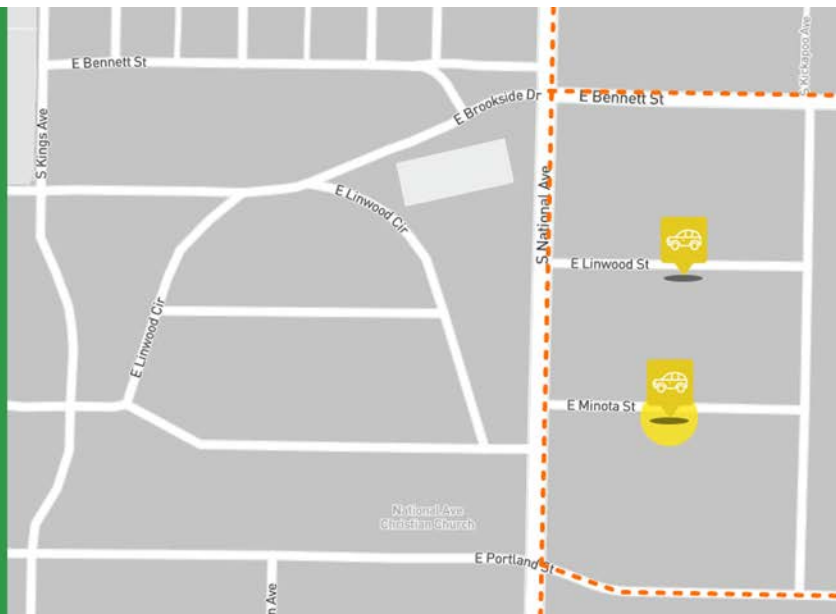 E Bennett St
S Kickapoo Ave
E Brookside Dr
E Bennett St
S Kings Ave
E Linwood Cir
S National Ave
E Linwood St
E Linwood Cir
E Minota St
National Ave
Christian Church
E Portland St
n Ave